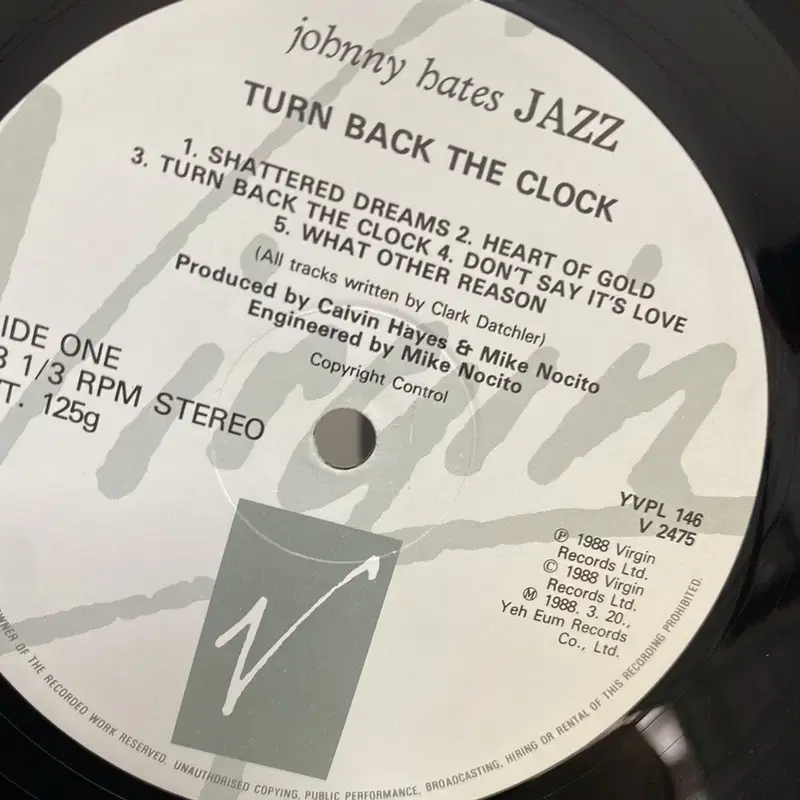 johnny hates JAZZ
TURN BACK THE CLOCK
1. SHATTERED DREAMS 2. HEART OF GOLD
3. TURN BACK THE CLOCK 4. DON'T SAY IT'S LOVE
5. WHAT OTHER REASON
(All tracks written by Clark Datchler)
Produced by Calvin Hayes & Mike Nocito
Engineered by Mike Nocito
Copyright Control
IDE ONE
3 1/3 RPM STEREO
T. 125g
YVPL 146
V 2475
Ⓟ 1988 Virgin
Records Ltd.
© 1988 Virgin
Records Ltd.
Ⓜ 1988. 3. 20.,
Yeh Eum Records
Co., Ltd.
Virgin
OWNER OF THE RECORDED WORK RESERVED. UNAUTHORISED COPYING, PUBLIC PERFORMANCE, BROADCASTING, HIRING OR RENTAL OF THIS RECORDING PROHIBITED.